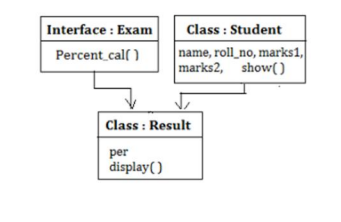 Interface : Exam
Percent_cal( )
Class : Student
name, roll_no, marks1,
marks2, show( )
Class : Result
per
display( )